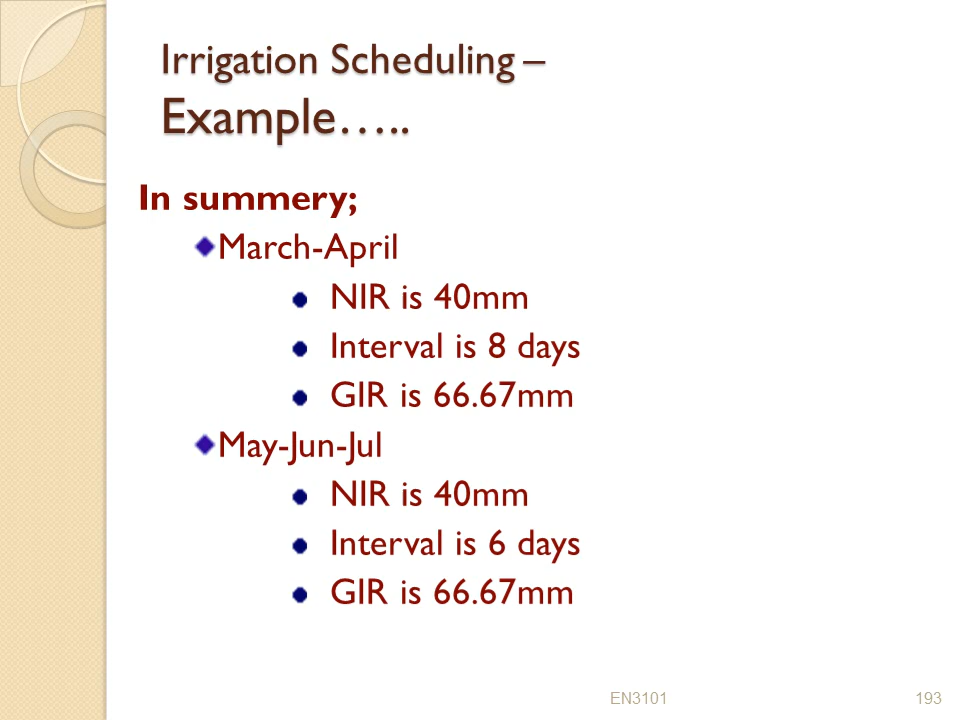 Irrigation Scheduling –
Example…..
In summery;
March-April
NIR is 40mm
Interval is 8 days
GIR is 66.67mm
May-Jun-Jul
NIR is 40mm
Interval is 6 days
GIR is 66.67mm
EN3101 193